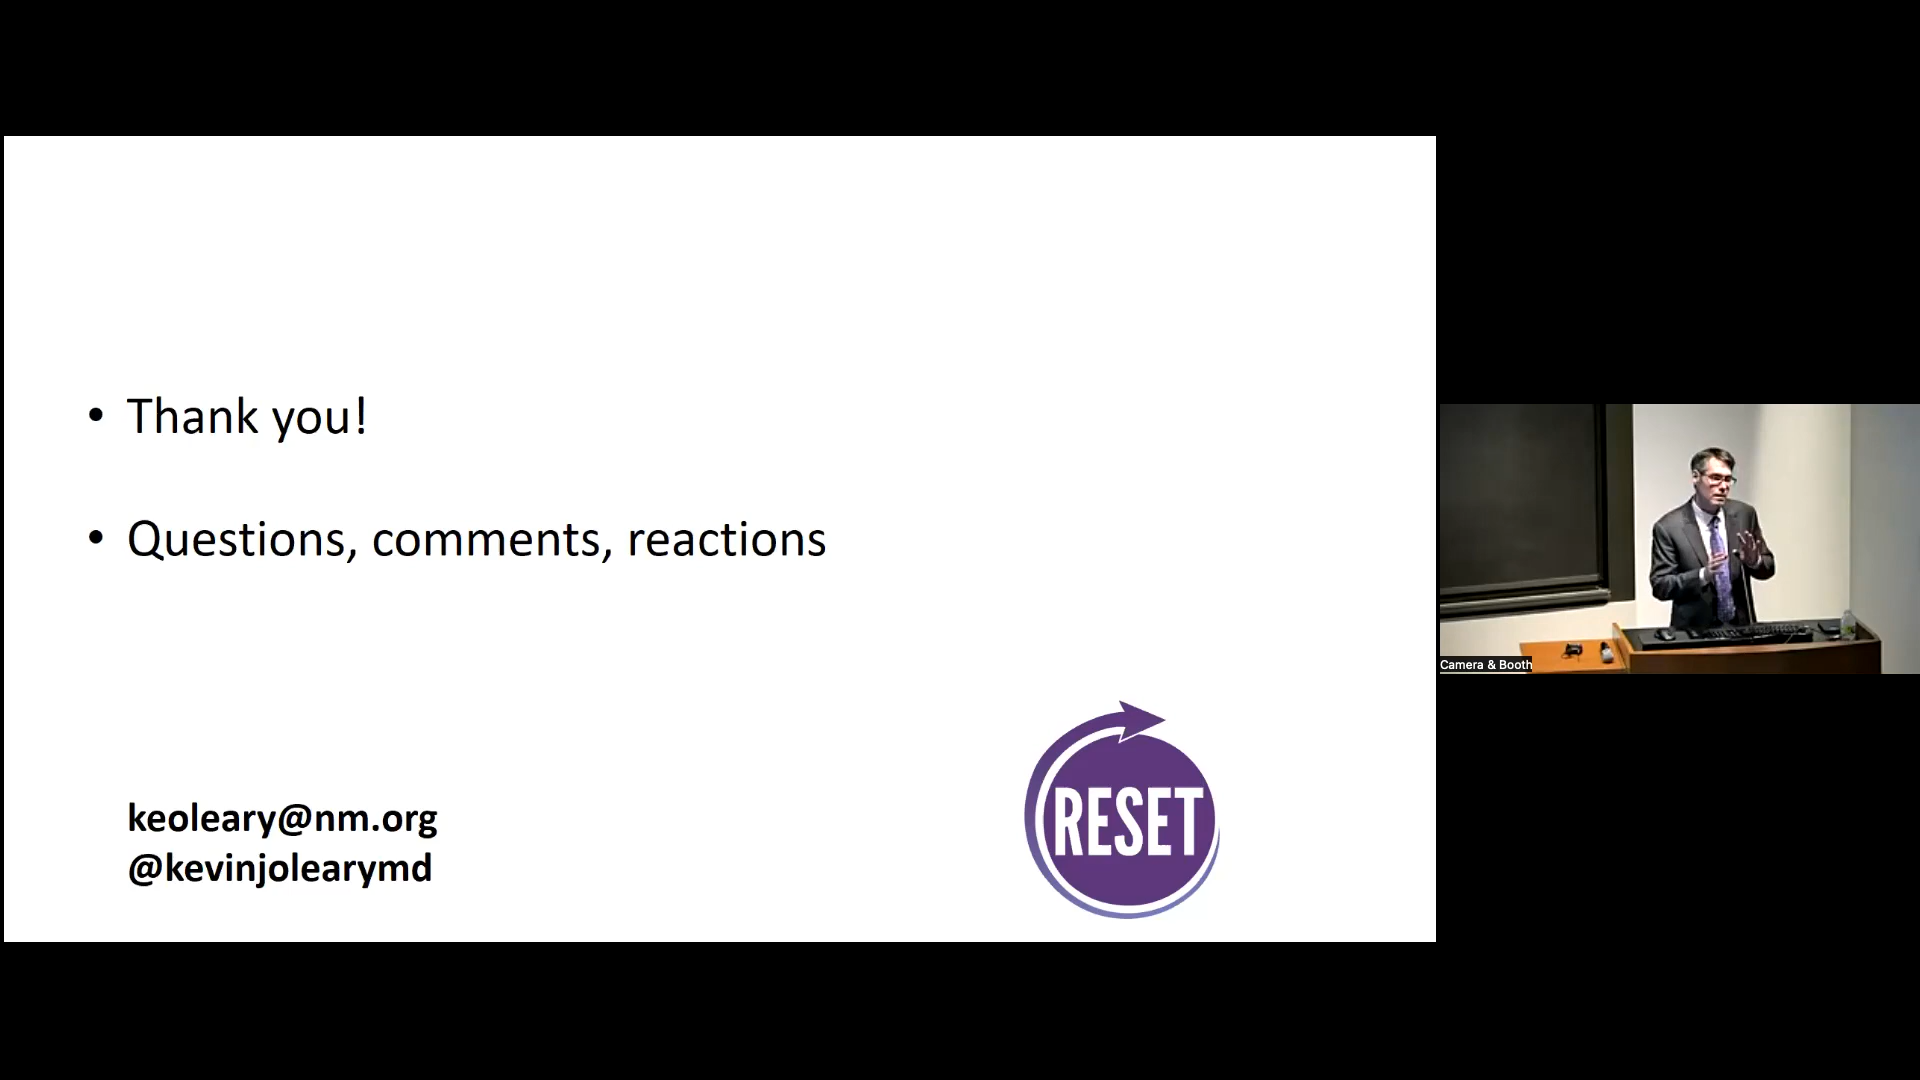 • Thank you!
• Questions, comments, reactions
keoleary@nm.org
@kevinjolearymd
RESET
Camera & Booth